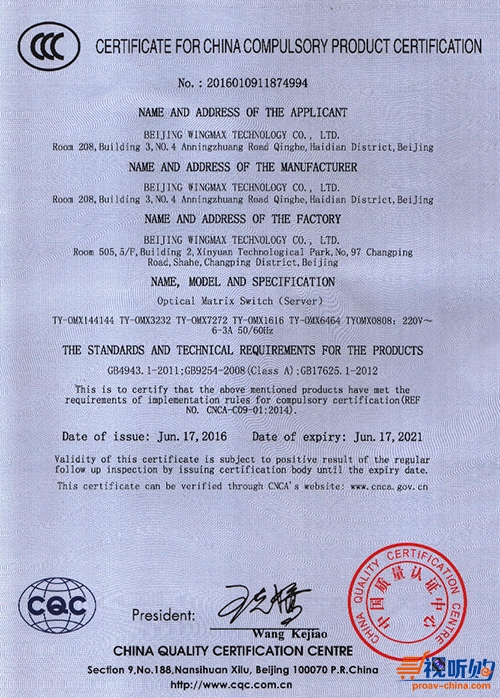 CCC
CERTIFICATE FOR CHINA COMPULSORY PRODUCT CERTIFICATION
No. : 2016010911874994
NAME AND ADDRESS OF THE APPLICANT
BEIJING WINGMAX TECHNOLOGY CO., LTD.
Room 208, Building 3, NO. 4 Anningzhuang Road Qinghe, Haidian District, Beijing
NAME AND ADDRESS OF THE MANUFACTURER
BEIJING WINGMAX TECHNOLOGY CO., LTD.
Room 208, Building 3, NO. 4 Anningzhuang Road Qinghe, Haidian District, Beijing
NAME AND ADDRESS OF THE FACTORY
BEIJING WINGMAX TECHNOLOGY CO., LTD.
Room 505, 5/F, Building 2, Xinyuan Technological Park, No, 97 Changping
Road, Shahe, Changping District, Beijing
NAME, MODEL AND SPECIFICATION
Optical Matrix Switch (Server)
TY-OMX144144 TY-OMX3232 TY-OMX7272 TY-OMX1616 TY-OMX6464 TYOMX0808: 220V~
6-3A 50/60Hz
THE STANDARDS AND TECHNICAL REQUIREMENTS FOR THE PRODUCTS
GB4943.1-2011;GB9254-2008(Class A);GB17625.1-2012
This is to certify that the above mentioned products have met the
requirements of implementation rules for compulsory certification(REF
NO. CNCA-C09-01:2014).
Date of issue: Jun. 17, 2016 Date of expiry: Jun. 17, 2021
Validity of this certificate is subject to positive result of the regular
follow up inspection by issuing certification body until the expiry date.
This certificate can be verified through CNCA's website: www.cnca.gov.cn
CQC
President:
Wang Kejiao
CHINA QUALITY CERTIFICATION CENTRE
中国质量认证中心
CHINA QUALITY CERTIFICATION CENTRE
Section 9, No.188, Nansihuan Xilu, Beijing 100070 P.R.China
http://www.cqc.com.cn
视听购
proav-china.com